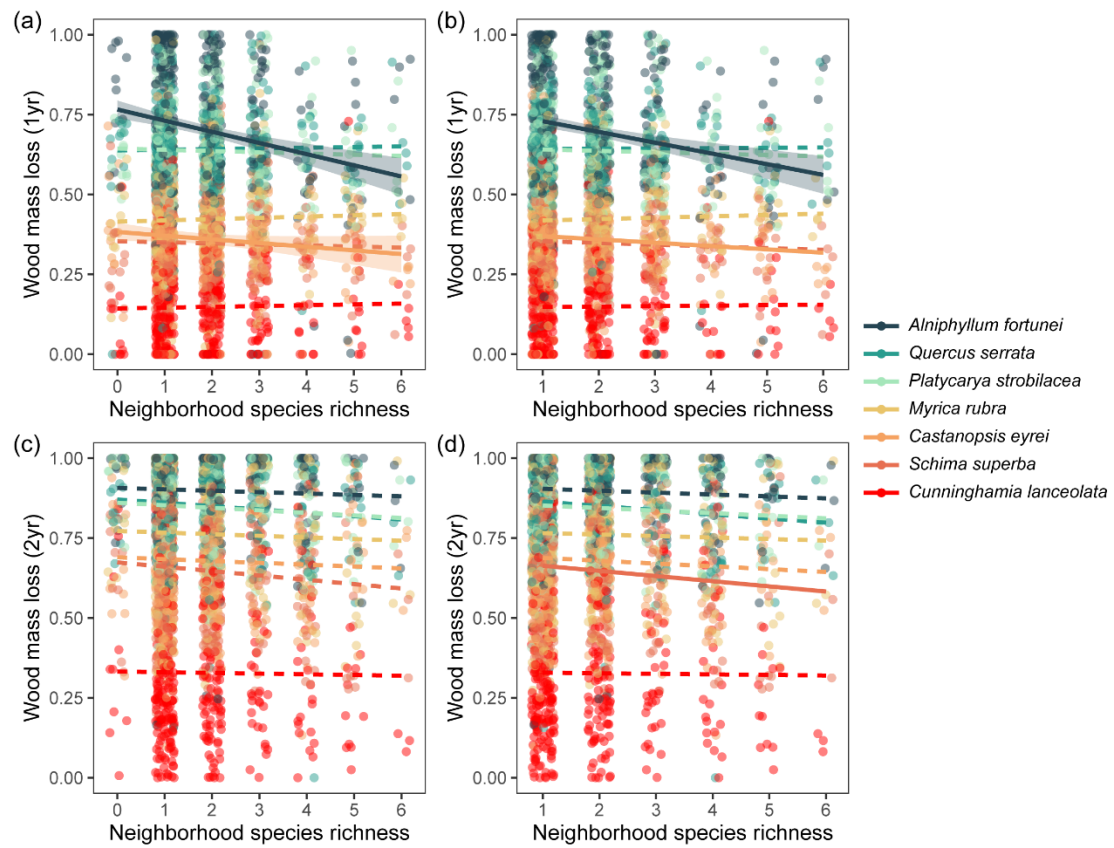 (a)
Wood mass loss (1yr)
1.00
0.75
0.50
0.25
0.00
0 1 2 3 4 5 6
Neighborhood species richness
(b)
Wood mass loss (1yr)
1.00
0.75
0.50
0.25
0.00
1 2 3 4 5 6
Neighborhood species richness
(c)
Wood mass loss (2yr)
1.00
0.75
0.50
0.25
0.00
0 1 2 3 4 5 6
Neighborhood species richness
(d)
Wood mass loss (2yr)
1.00
0.75
0.50
0.25
0.00
1 2 3 4 5 6
Neighborhood species richness
Alniphyllum fortunei
Quercus serrata
Platycarya strobilacea
Myrica rubra
Castanopsis eyrei
Schima superba
Cunninghamia lanceolata